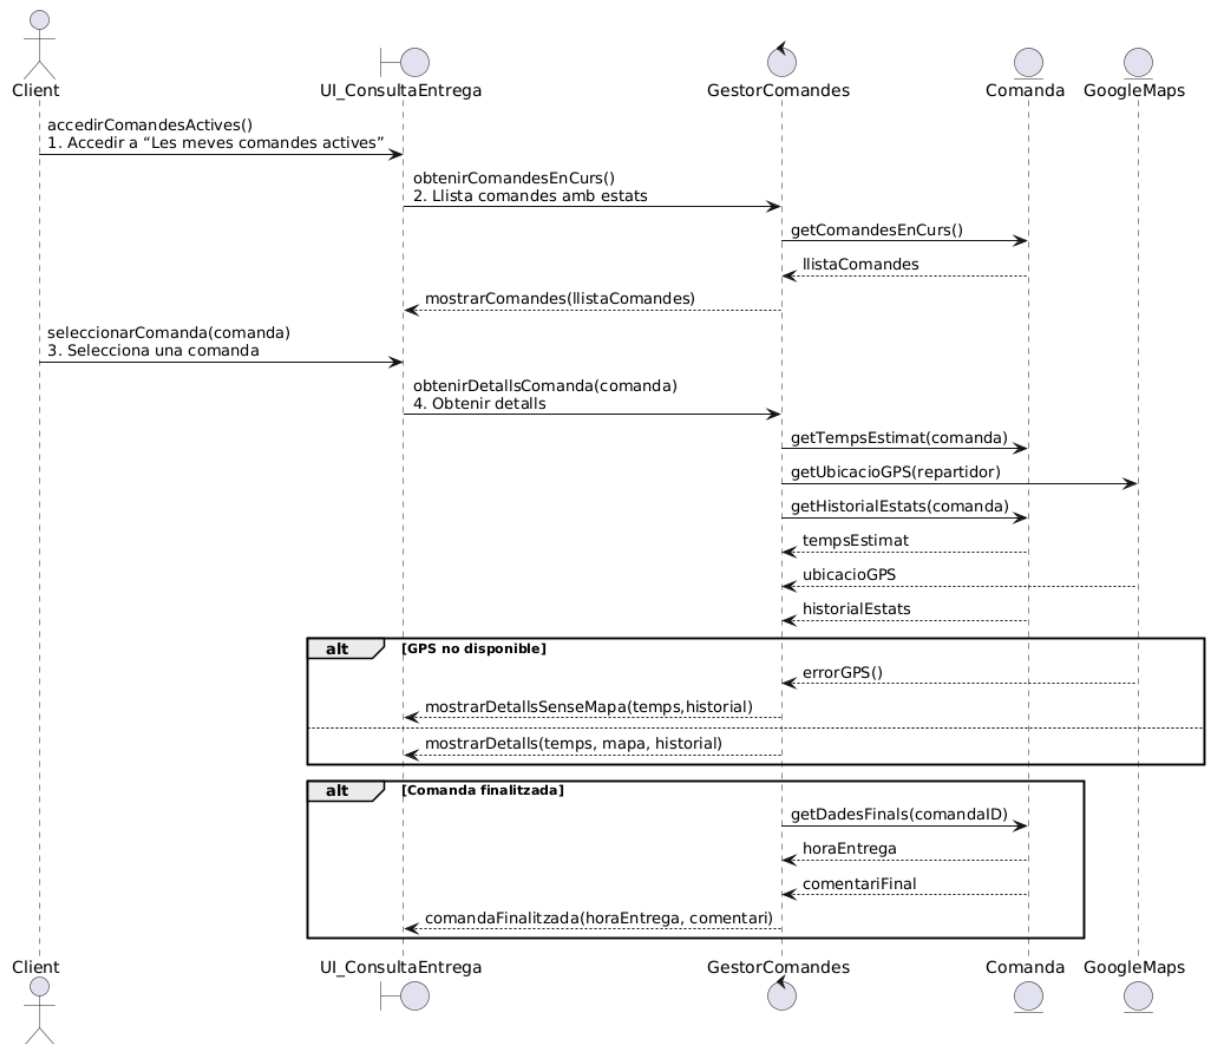 Client
UI_ConsultaEntrega
GestorComandes
Comanda
GoogleMaps
accedirComandesActives()
1. Accedir a “Les meves comandes actives”
obtenirComandesEnCurs()
2. Llista comandes amb estats
getComandesEnCurs()
llistaComandes
mostrarComandes(llistaComandes)
seleccionarComanda(comanda)
3. Selecciona una comanda
obtenirDetallsComanda(comanda)
4. Obtenir detalls
getTempsEstimat(comanda)
getUbicacioGPS(repartidor)
getHistorialEstats(comanda)
tempsEstimat
ubicacioGPS
historialEstats
alt [GPS no disponible]
errorGPS()
mostrarDetallsSenseMapa(temps,historial)
mostrarDetalls(temps, mapa, historial)
alt [Comanda finalitzada]
getDadesFinals(comandaID)
horaEntrega
comentariFinal
comandaFinalitzada(horaEntrega, comentari)
Client
UI_ConsultaEntrega
GestorComandes
Comanda
GoogleMaps